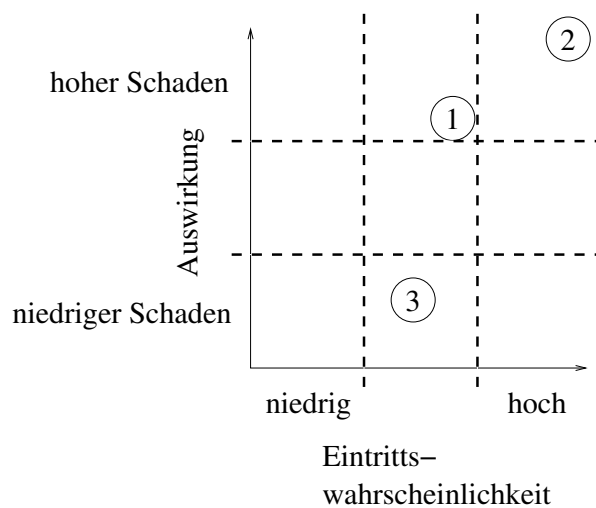 2
hoher Schaden
1
Auswirkung
3
niedriger Schaden
niedrig
hoch
Eintritts–
wahrscheinlichkeit